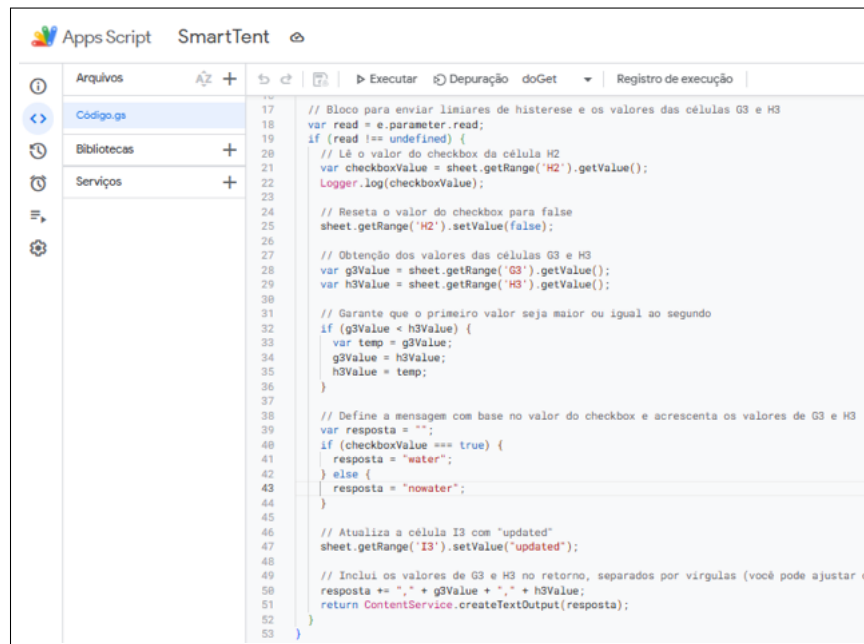 Apps Script SmartTent
Arquivos AZ + Executar Depuração doGet Registro de execução
Código.gs
Bibliotecas +
Serviços +
17 // Bloco para enviar limiares de histerese e os valores das células G3 e H3
18 var read = e.parameter.read;
19 if (read !== undefined) {
20 // Lê o valor do checkbox da célula H2
21 var checkboxValue = sheet.getRange('H2').getValue();
22 Logger.log(checkboxValue);
23
24 // Reseta o valor do checkbox para false
25 sheet.getRange('H2').setValue(false);
26
27 // Obtenção dos valores das células G3 e H3
28 var g3Value = sheet.getRange('G3').getValue();
29 var h3Value = sheet.getRange('H3').getValue();
30
31 // Garante que o primeiro valor seja maior ou igual ao segundo
32 if (g3Value < h3Value) {
33 var temp = g3Value;
34 g3Value = h3Value;
35 h3Value = temp;
36 }
37
38 // Define a mensagem com base no valor do checkbox e acrescenta os valores de G3 e H3
39 var resposta = "";
40 if (checkboxValue === true) {
41 resposta = "water";
42 } else {
43 resposta = "nowater";
44 }
45
46 // Atualiza a célula I3 com "updated"
47 sheet.getRange('I3').setValue("updated");
48
49 // Inclui os valores de G3 e H3 no retorno, separados por vírgulas (você pode ajustar
50 resposta += "," + g3Value + "," + h3Value;
51 return ContentService.createTextOutput(resposta);
52 }
53 }